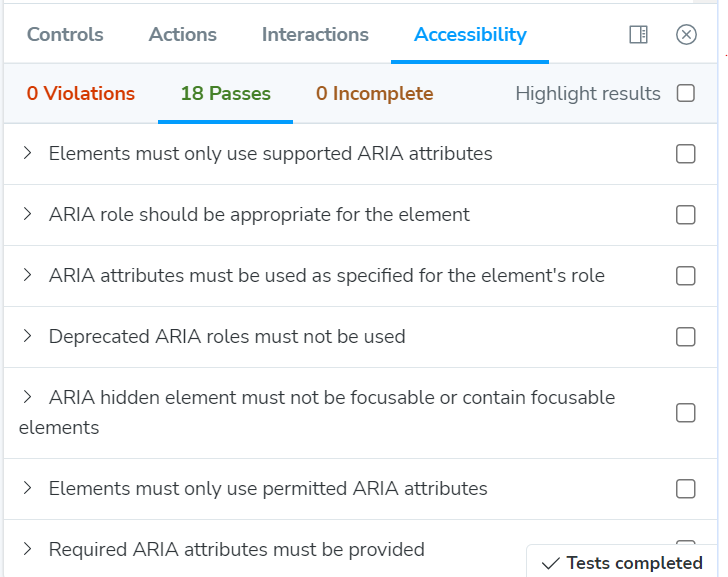 Controls Actions Interactions Accessibility
0 Violations 18 Passes 0 Incomplete Highlight results
Elements must only use supported ARIA attributes
ARIA role should be appropriate for the element
ARIA attributes must be used as specified for the element's role
Deprecated ARIA roles must not be used
ARIA hidden element must not be focusable or contain focusable
elements
Elements must only use permitted ARIA attributes
Required ARIA attributes must be provided
Tests completed